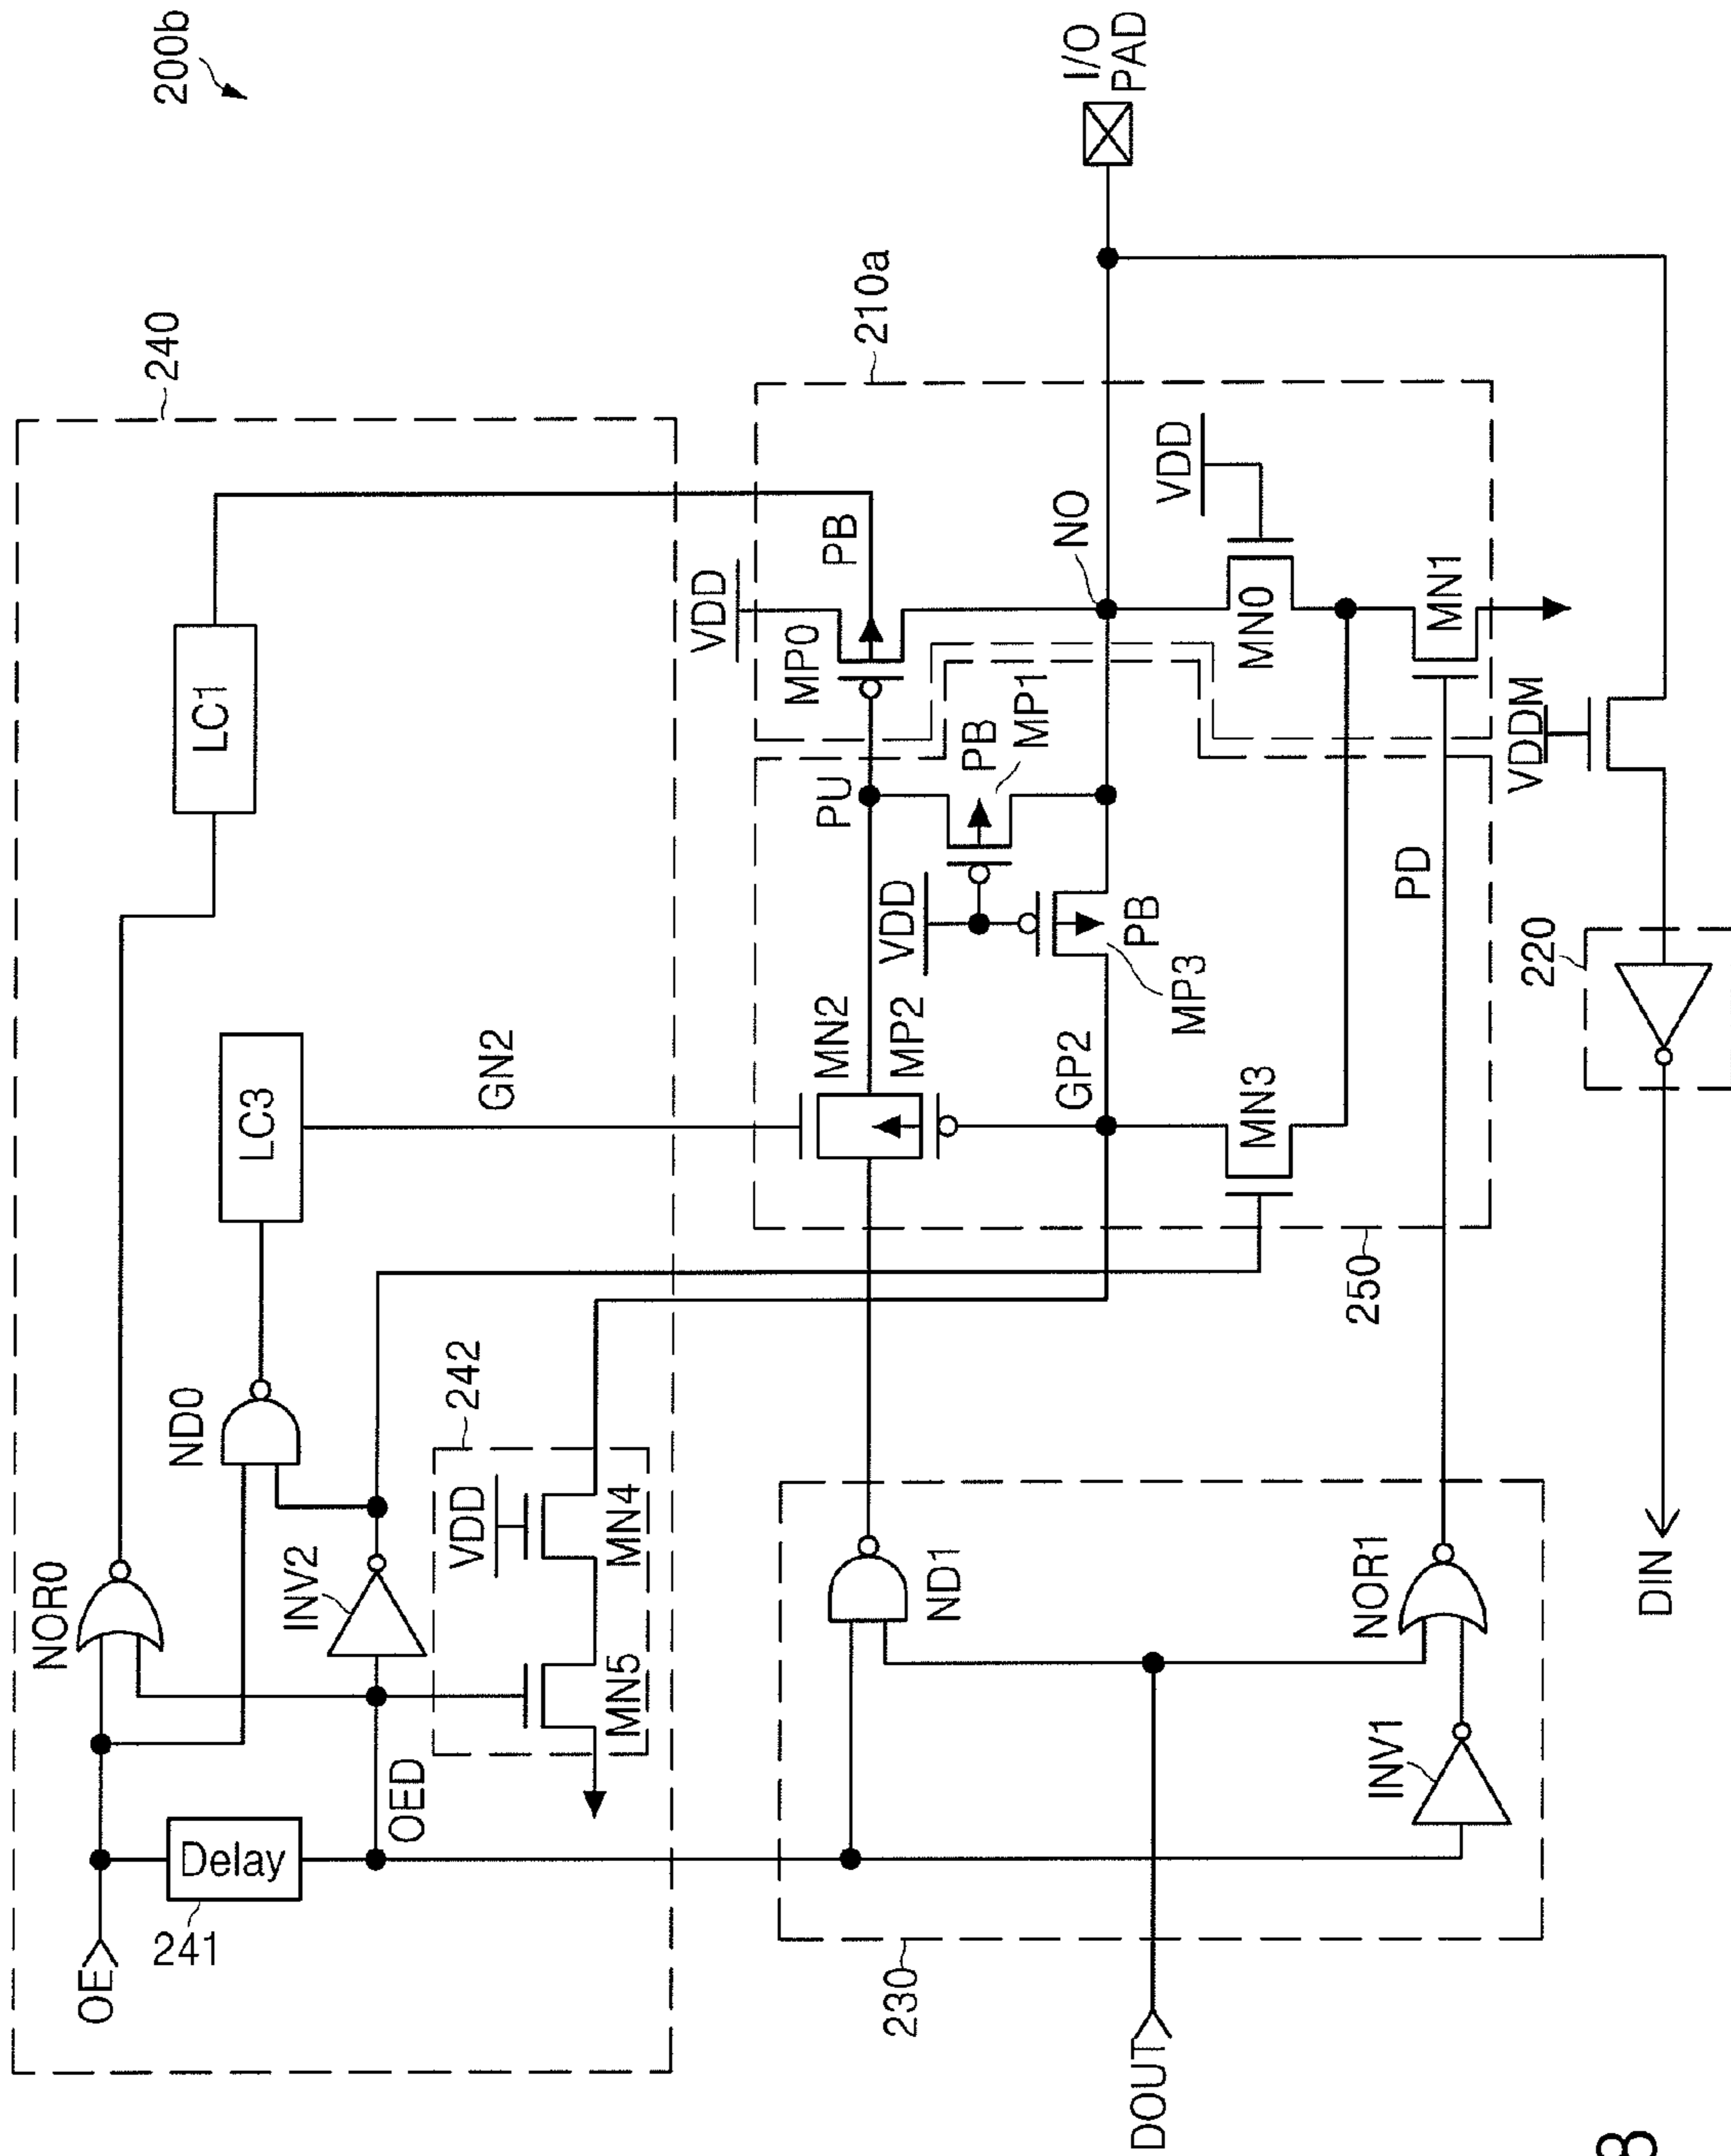 200b
240
OE
241
Delay
OED
NOR0
ND0
INV2
LC1
LC3
GN2
242
VDD
MN4
MN5
210a
I/O
PAD
VDD
PB
MP0
PU
PB
MP1
NO
VDD
MN0
MN1
VDD
PB
MP3
MN2
MP2
GP2
MN3
PD
250
230
ND1
NOR1
INV1
DOUT
VDDM
220
DIN
8